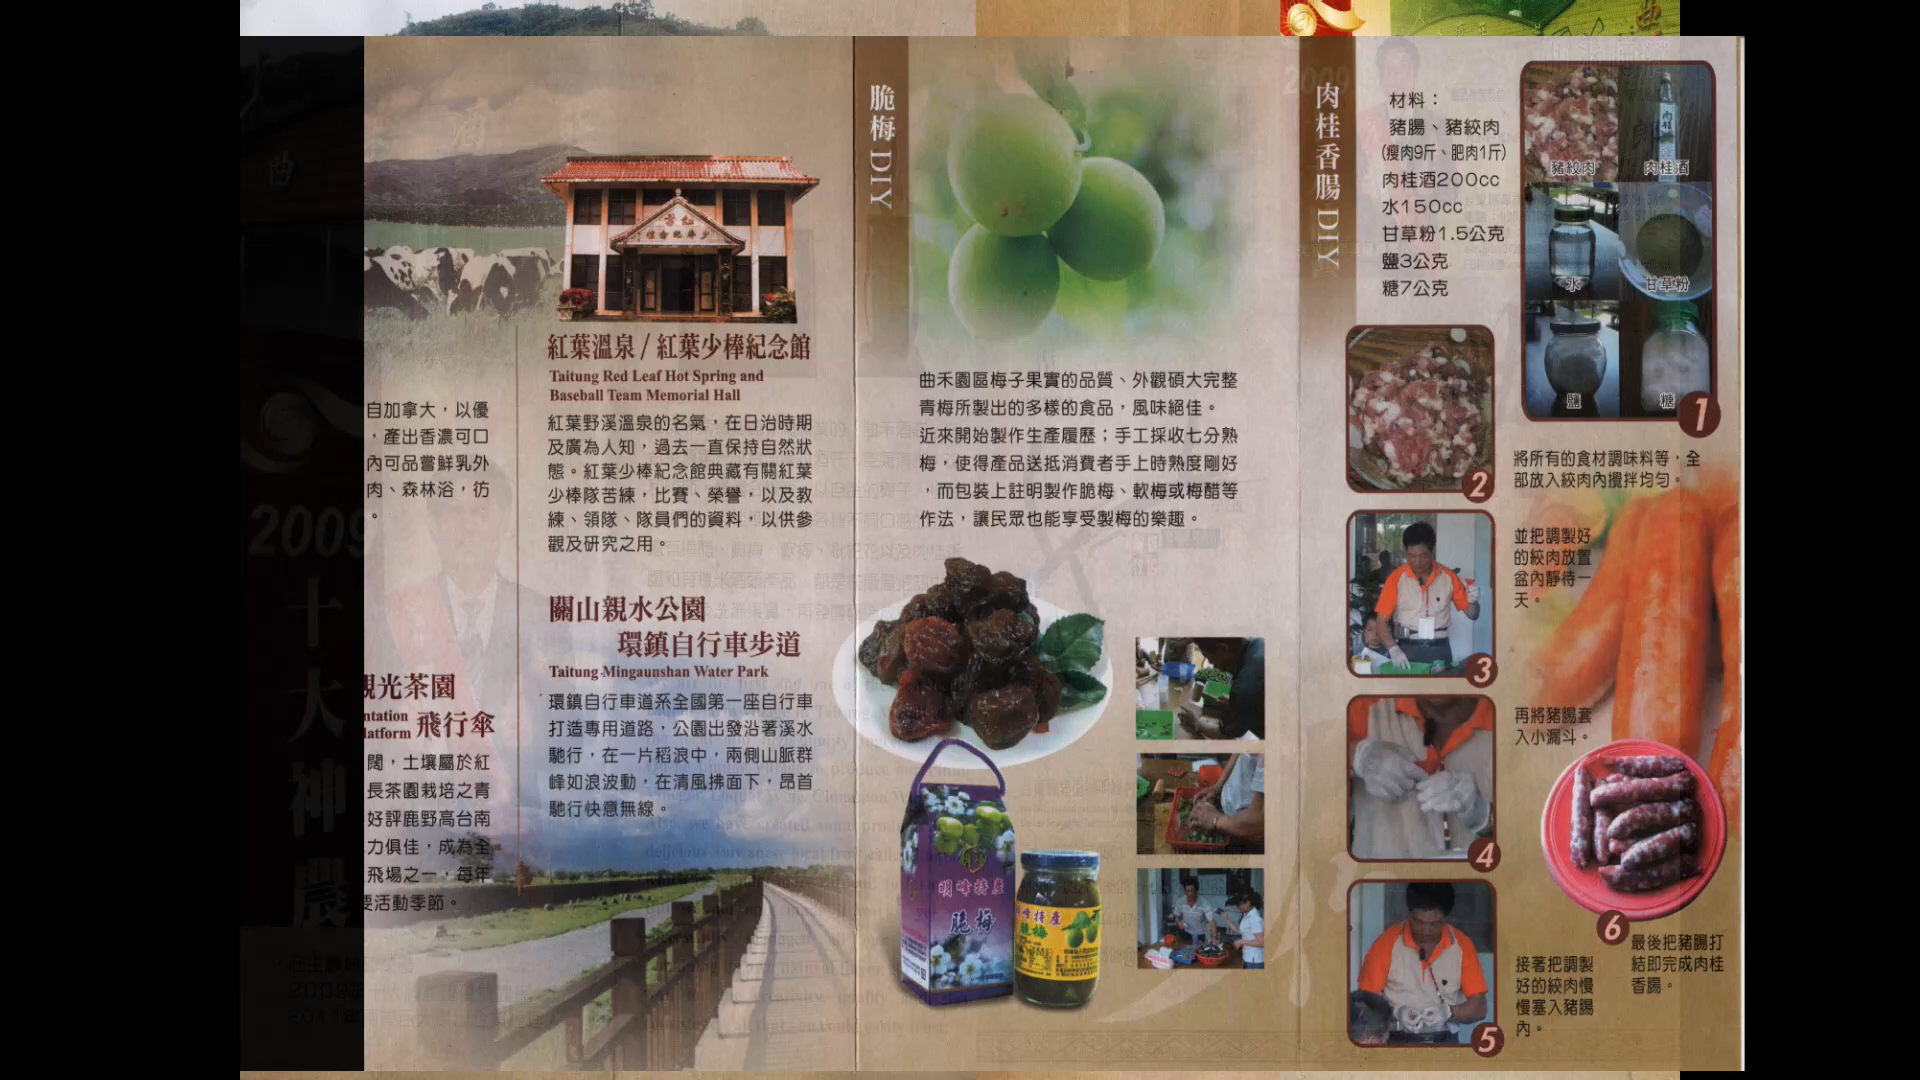 自加拿大，以優
，產出香濃可口
內可品嘗鮮乳外
肉、森林浴，彷
。
觀光茶園
ntation
latform 飛行傘
闊，土壤屬於紅
長茶園栽培之青
好評鹿野高台南
力俱佳，成為全
飛場之一，每年
要活動季節。
紅葉溫泉 / 紅葉少棒紀念館
Taitung Red Leaf Hot Spring and
Baseball Team Memorial Hall
紅葉野溪溫泉的名氣，在日治時期
及廣為人知，過去一直保持自然狀
態。紅葉少棒紀念館典藏有關紅葉
少棒隊苦練，比賽、榮譽，以及教
練、領隊、隊員們的資料，以供參
觀及研究之用。
關山親水公園
環鎮自行車步道
Taitung Mingaunshan Water Park
環鎮自行車道系全國第一座自行車
打造專用道路，公園出發沿著溪水
馳行，在一片稻浪中，兩側山脈群
峰如浪波動，在清風拂面下，昂首
馳行快意無線。
脆梅 DIY
曲禾園區梅子果實的品質、外觀碩大完整
青梅所製出的多樣的食品，風味絕佳。
近來開始製作生產履歷；手工採收七分熟
梅，使得產品送抵消費者手上時熟度剛好
，而包裝上註明製作脆梅、軟梅或梅醋等
作法，讓民眾也能享受製梅的樂趣。
明峰特產
脆梅
明峰特產
脆梅
肉桂香腸 DIY
材料：
豬腸、豬絞肉
(瘦肉9斤、肥肉1斤)
肉桂酒200cc
水150cc
甘草粉1.5公克
鹽3公克
糖7公克
豬絞肉
肉桂酒
水
甘草粉
鹽
糖
1
將所有的食材調味料等，全
部放入絞肉內攪拌均勻。
2
並把調製好
的絞肉放置
盆內靜待一
天。
3
再將豬腸套
入小漏斗。
4
接著把調製
好的絞肉慢
慢塞入豬腸
內。
5
6
最後把豬腸打
結即完成肉桂
香腸。
2009
十大神農